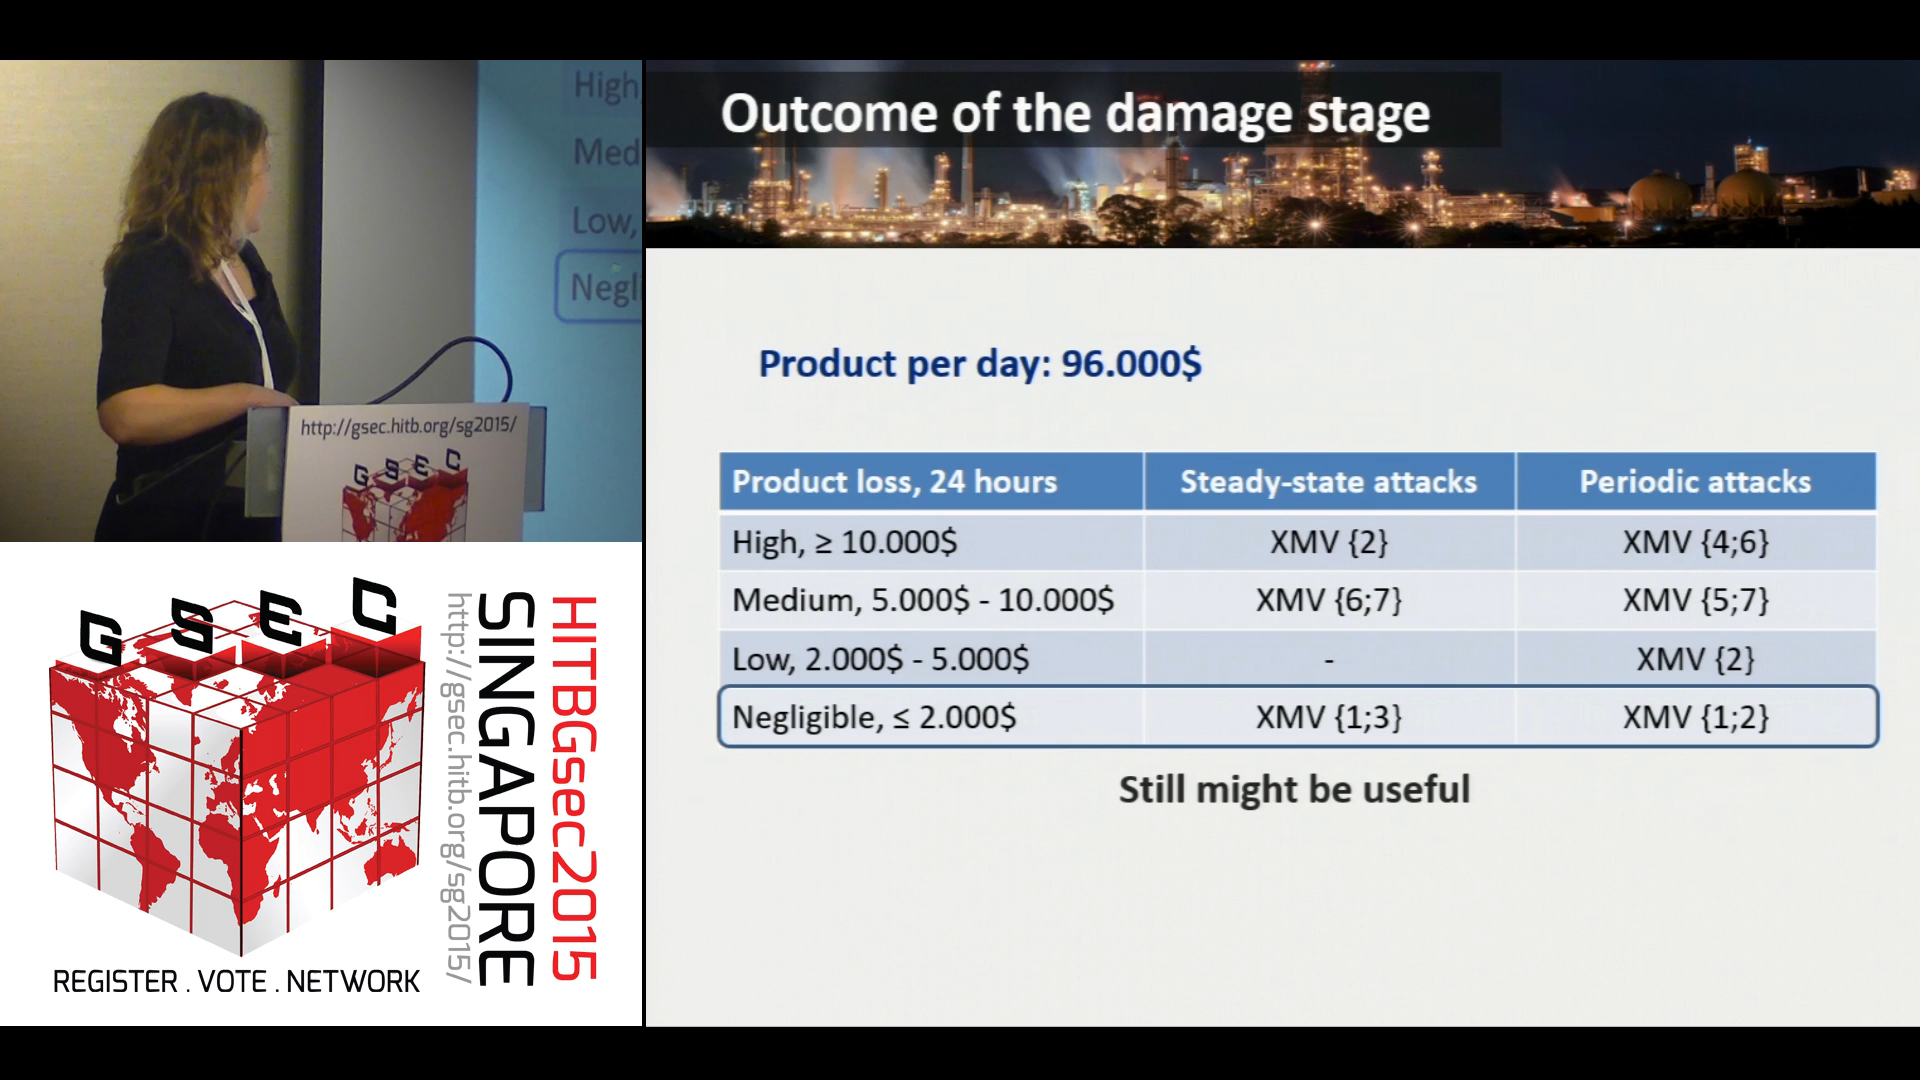 High
Med
Low,
Negli
http://gsec.hitb.org/sg2015/
G S E C
G S E C
http://gsec.hitb.org/sg2015/
SINGAPORE
HITBGsec2015
REGISTER . VOTE . NETWORK
Outcome of the damage stage
Product per day: 96.000$
Product loss, 24 hours Steady-state attacks Periodic attacks
High, ≥ 10.000$ XMV {2} XMV {4;6}
Medium, 5.000$ - 10.000$ XMV {6;7} XMV {5;7}
Low, 2.000$ - 5.000$ - XMV {2}
Negligible, ≤ 2.000$ XMV {1;3} XMV {1;2}
Still might be useful